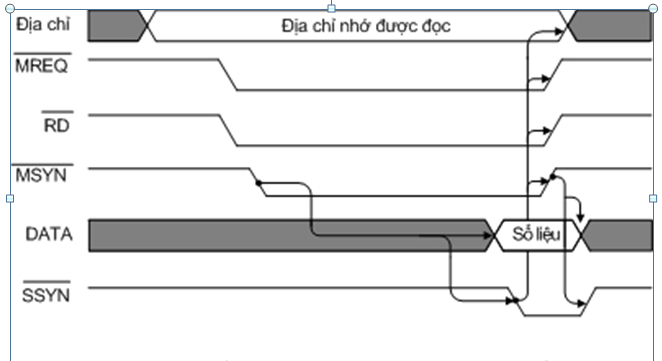 Địa chỉ
Địa chỉ nhớ được đọc
MREQ
RD
MSYN
DATA
Số liệu
SSYN